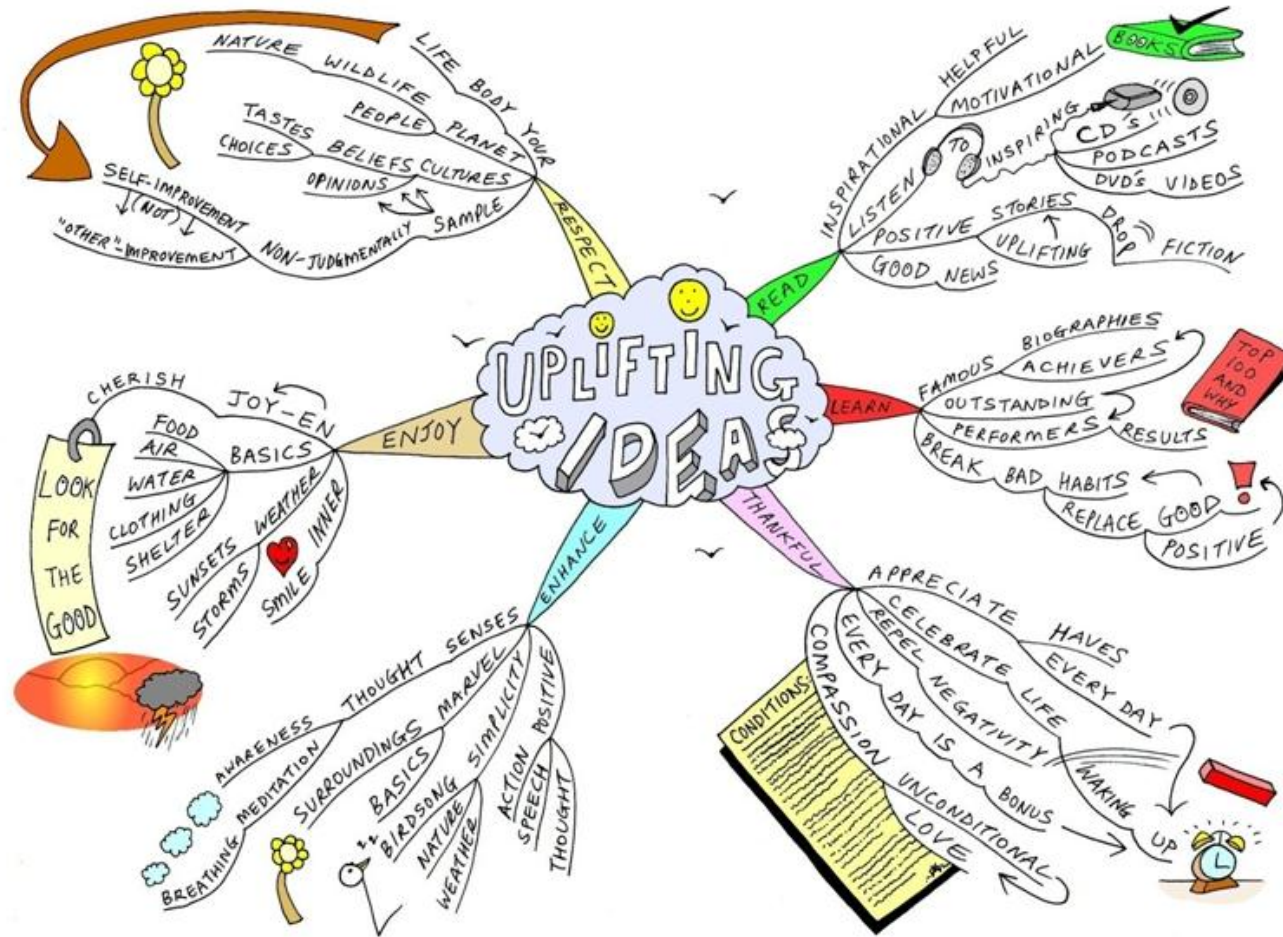 UPLIFTING
IDEAS
RESPECT
LIFE BODY YOUR
NATURE WILDLIFE PLANET
PEOPLE
TASTES BELIEFS CULTURES
CHOICES
OPINIONS
SAMPLE
NON-JUDGMENTALLY
SELF-IMPROVEMENT
(NOT)
"OTHER"-IMPROVEMENT
READ
INSPIRATIONAL HELPFUL
MOTIVATIONAL
BOOKS
LISTEN TO INSPIRING CD's
PODCASTS
DVD's VIDEOS
POSITIVE STORIES
UPLIFTING
DROP FICTION
GOOD NEWS
LEARN
FAMOUS BIOGRAPHIES
ACHIEVERS
OUTSTANDING
PERFORMERS RESULTS
BREAK BAD HABITS
REPLACE GOOD
POSITIVE
!
TOP
100
AND
WHY
THANKFUL
APPRECIATE HAVES
EVERY DAY
CELEBRATE LIFE
WAKING UP
REPEL NEGATIVITY
EVERY DAY IS A BONUS
COMPASSION UNCONDITIONAL
LOVE
CONDITIONS:
ENHANCE
SENSES
THOUGHT
AWARENESS
MEDITATION
BREATHING
MARVEL
SURROUNDINGS
BASICS
SIMPLICITY
BIRDSONG
NATURE
WEATHER
POSITIVE
ACTION
SPEECH
THOUGHT
ENJOY
JOY-EN
CHERISH
BASICS
FOOD
AIR
WATER
CLOTHING
SHELTER
WEATHER
SUNSETS
STORMS
INNER
SMILE
LOOK
FOR
THE
GOOD